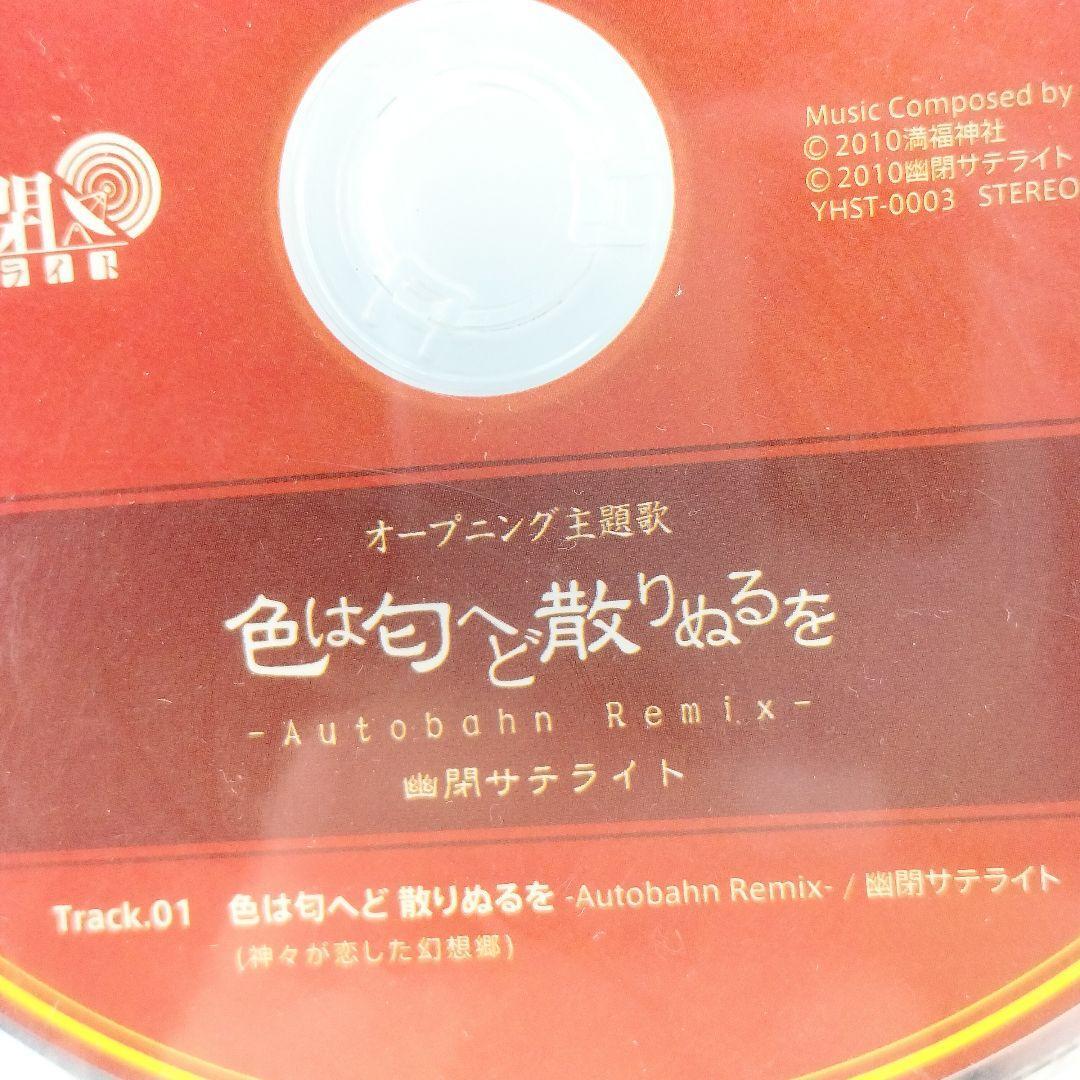 Music Composed by
© 2010満福神社
© 2010幽閉サテライト
YHST-0003 STEREO
閉
ライト
オープニング主題歌
色は匂へど散りぬるを
-Autobahn Remix-
幽閉サテライト
Track.01 色は匂へど 散りぬるを -Autobahn Remix- / 幽閉サテライト
(神々が恋した幻想郷)